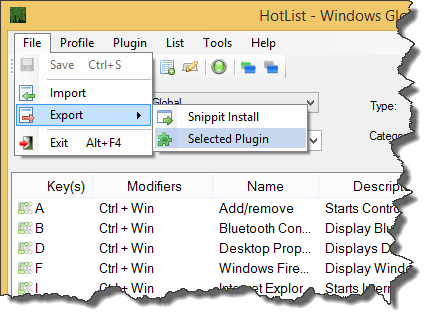 HotList - Windows Glo
File Profile Plugin List Tools Help
Save Ctrl+S
Import
Export
Exit Alt+F4
Snippit Install
Selected Plugin
Global
Type:
Categ
Key(s) Modifiers Name Descript
A Ctrl + Win Add/remove Starts Contro
B Ctrl + Win Bluetooth Con... Display Blu
D Ctrl + Win Desktop Prop... Displays D
F Ctrl + Win Windows Fire... Display Windo
I Ctrl + Win Internet Explor... Starts Intern